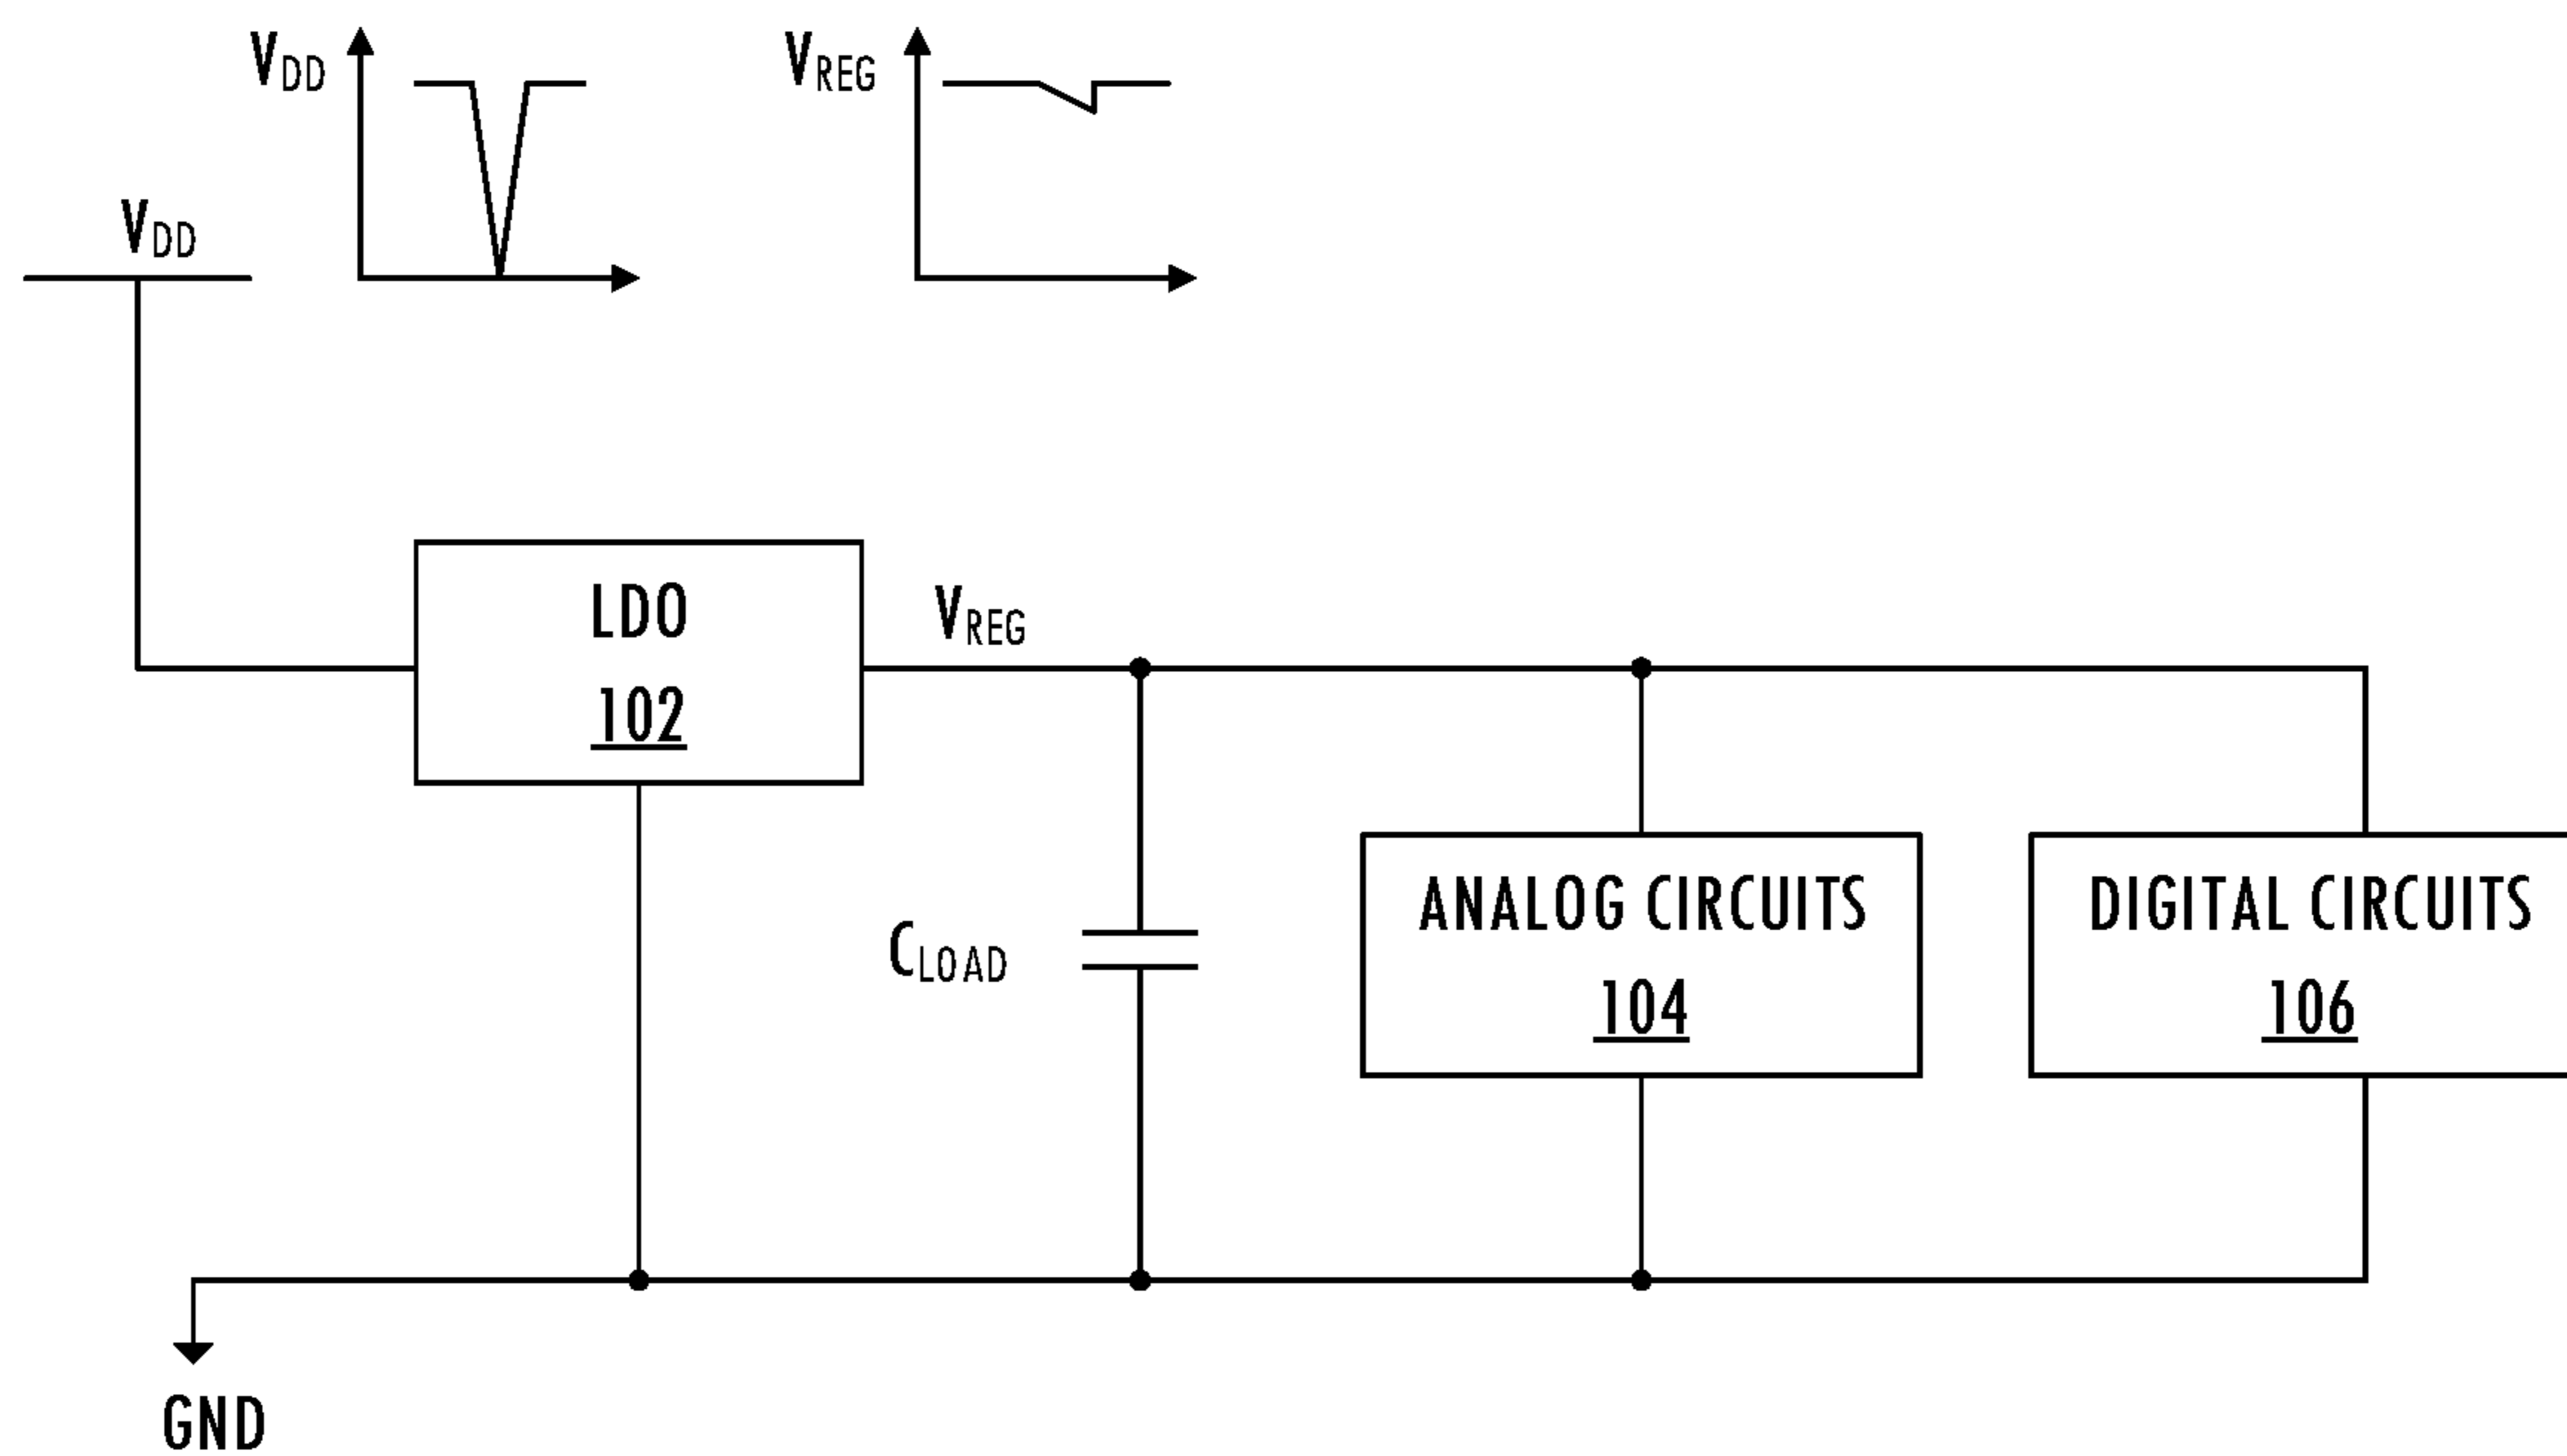 VDD
VREG
VDD
LDO
102
VREG
CLOAD
ANALOG CIRCUITS
104
DIGITAL CIRCUITS
106
GND